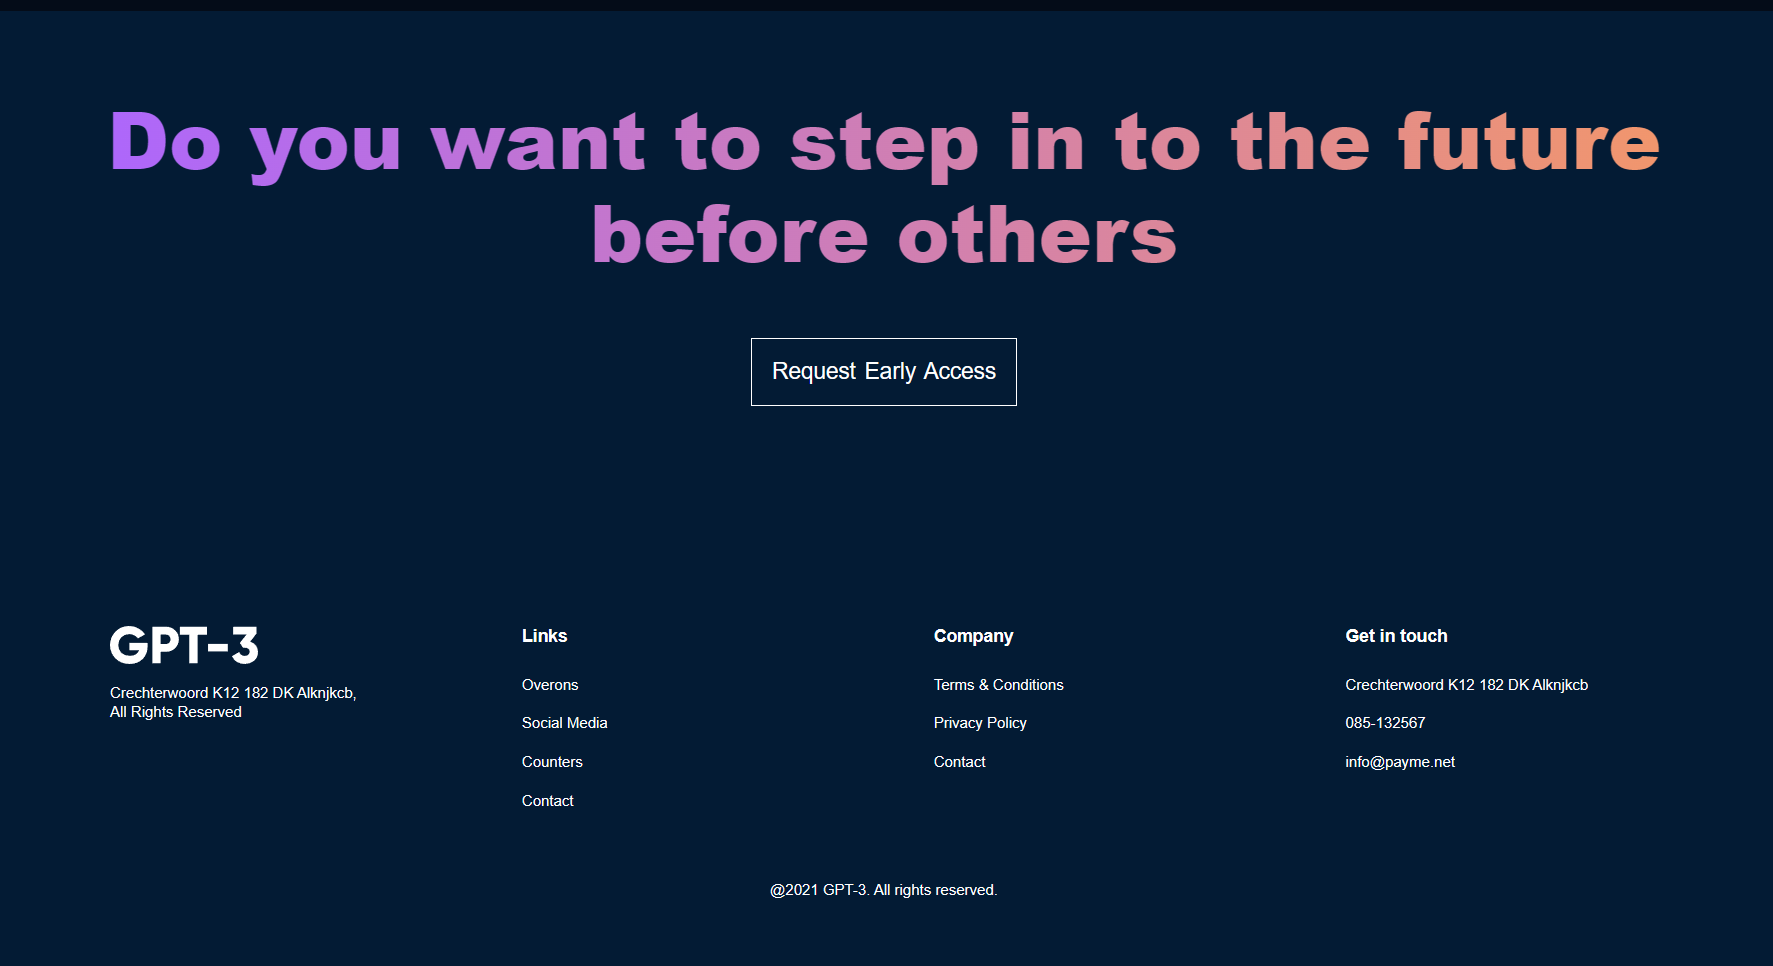 Do you want to step in to the future
before others
Request Early Access
GPT-3
Crechterwoord K12 182 DK Alknjkcb,
All Rights Reserved
Links
Overons
Social Media
Counters
Contact
Company
Terms & Conditions
Privacy Policy
Contact
Get in touch
Crechterwoord K12 182 DK Alknjkcb
085-132567
info@payme.net
@2021 GPT-3. All rights reserved.